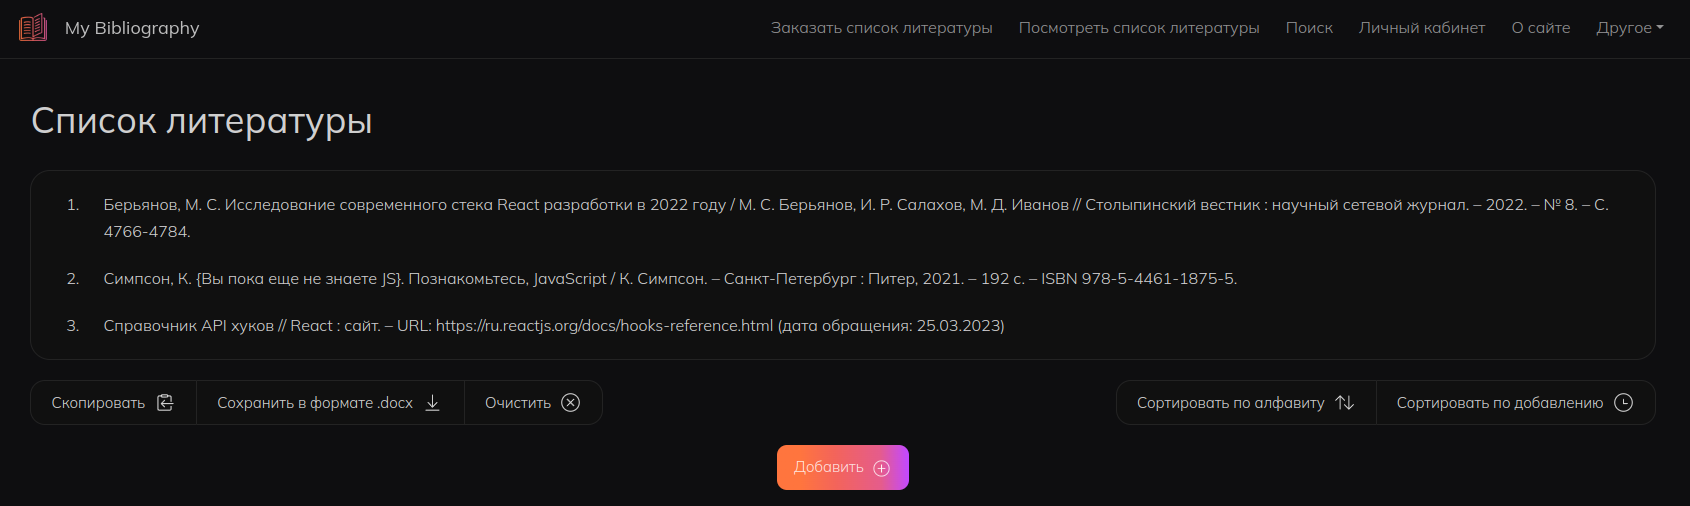 My Bibliography
Заказать список литературы
Посмотреть список литературы
Поиск
Личный кабинет
О сайте
Другое
Список литературы
1. Берьянов, М. С. Исследование современного стека React разработки в 2022 году / М. С. Берьянов, И. Р. Салахов, М. Д. Иванов // Столыпинский вестник : научный сетевой журнал. – 2022. – № 8. – С.
4766-4784.
2. Симпсон, К. {Вы пока еще не знаете JS}. Познакомьтесь, JavaScript / К. Симпсон. – Санкт-Петербург : Питер, 2021. – 192 с. – ISBN 978-5-4461-1875-5.
3. Справочник API хуков // React : сайт. – URL: https://ru.reactjs.org/docs/hooks-reference.html (дата обращения: 25.03.2023)
Скопировать
Сохранить в формате .docx
Очистить
Сортировать по алфавиту
Сортировать по добавлению
Добавить